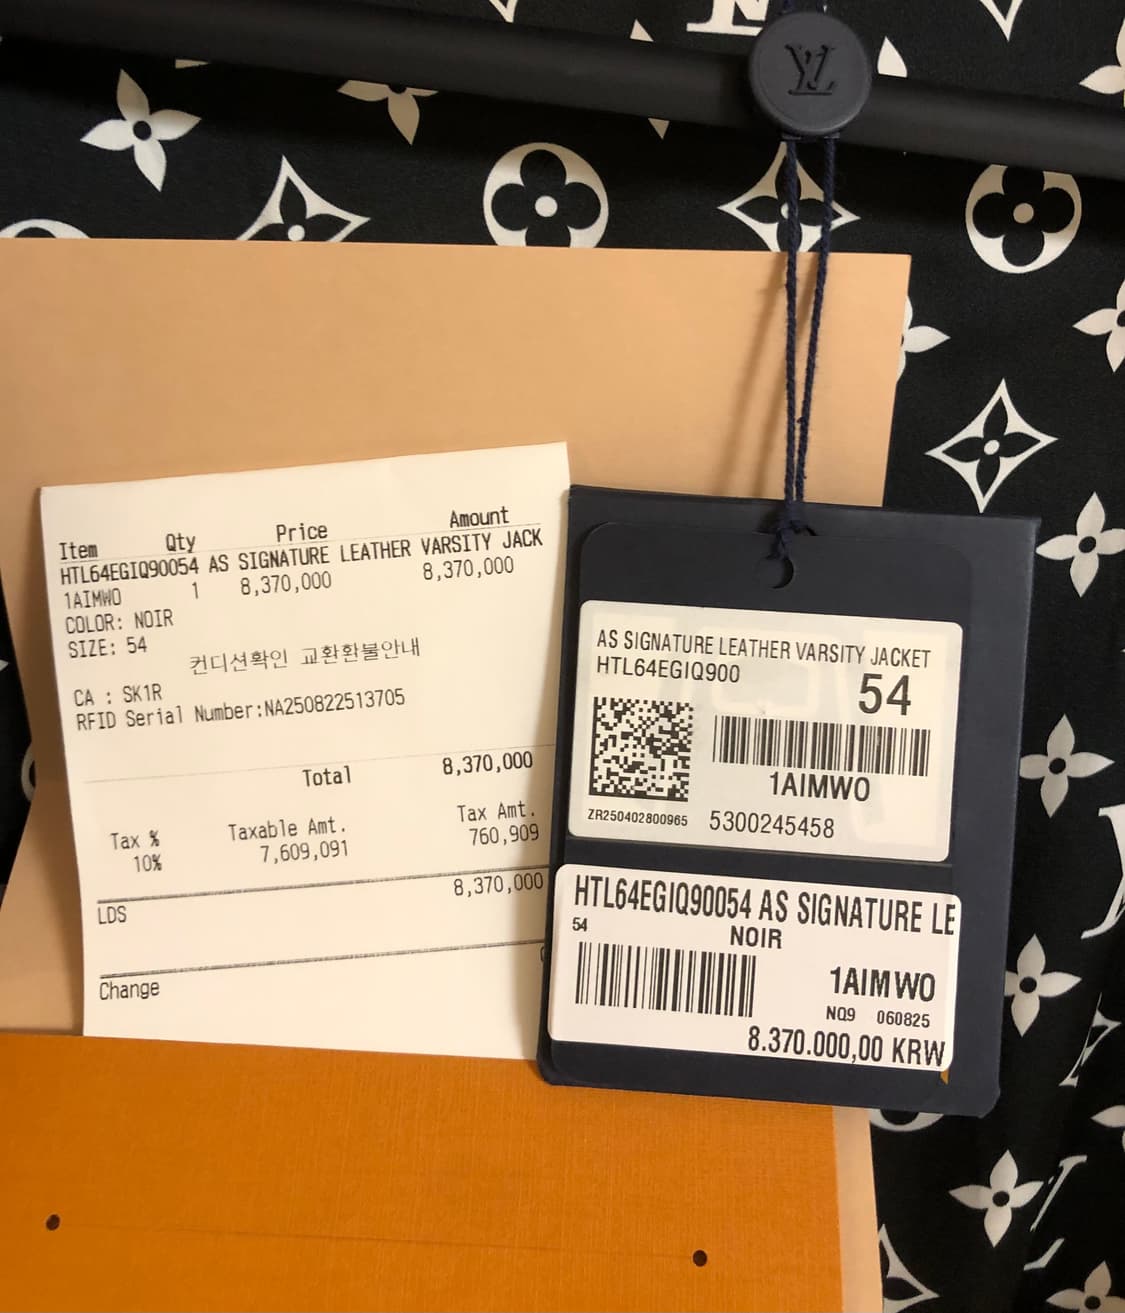 LV
Item Qty Price Amount
HTL64EGIQ90054 AS SIGNATURE LEATHER VARSITY JACK
1AIMWO 1 8,370,000 8,370,000
COLOR: NOIR
SIZE: 54
컨디션확인 교환환불안내
CA : SK1R
RFID Serial Number:NA250822513705
Total 8,370,000
Tax % Taxable Amt. Tax Amt.
10% 7,609,091 760,909
8,370,000
LDS
Change
AS SIGNATURE LEATHER VARSITY JACKET
HTL64EGIQ900
54
1AIMWO
ZR250402800965 5300245458
HTL64EGIQ90054 AS SIGNATURE LE
54
NOIR
1AIMWO
NQ9 060825
8.370.000,00 KRW